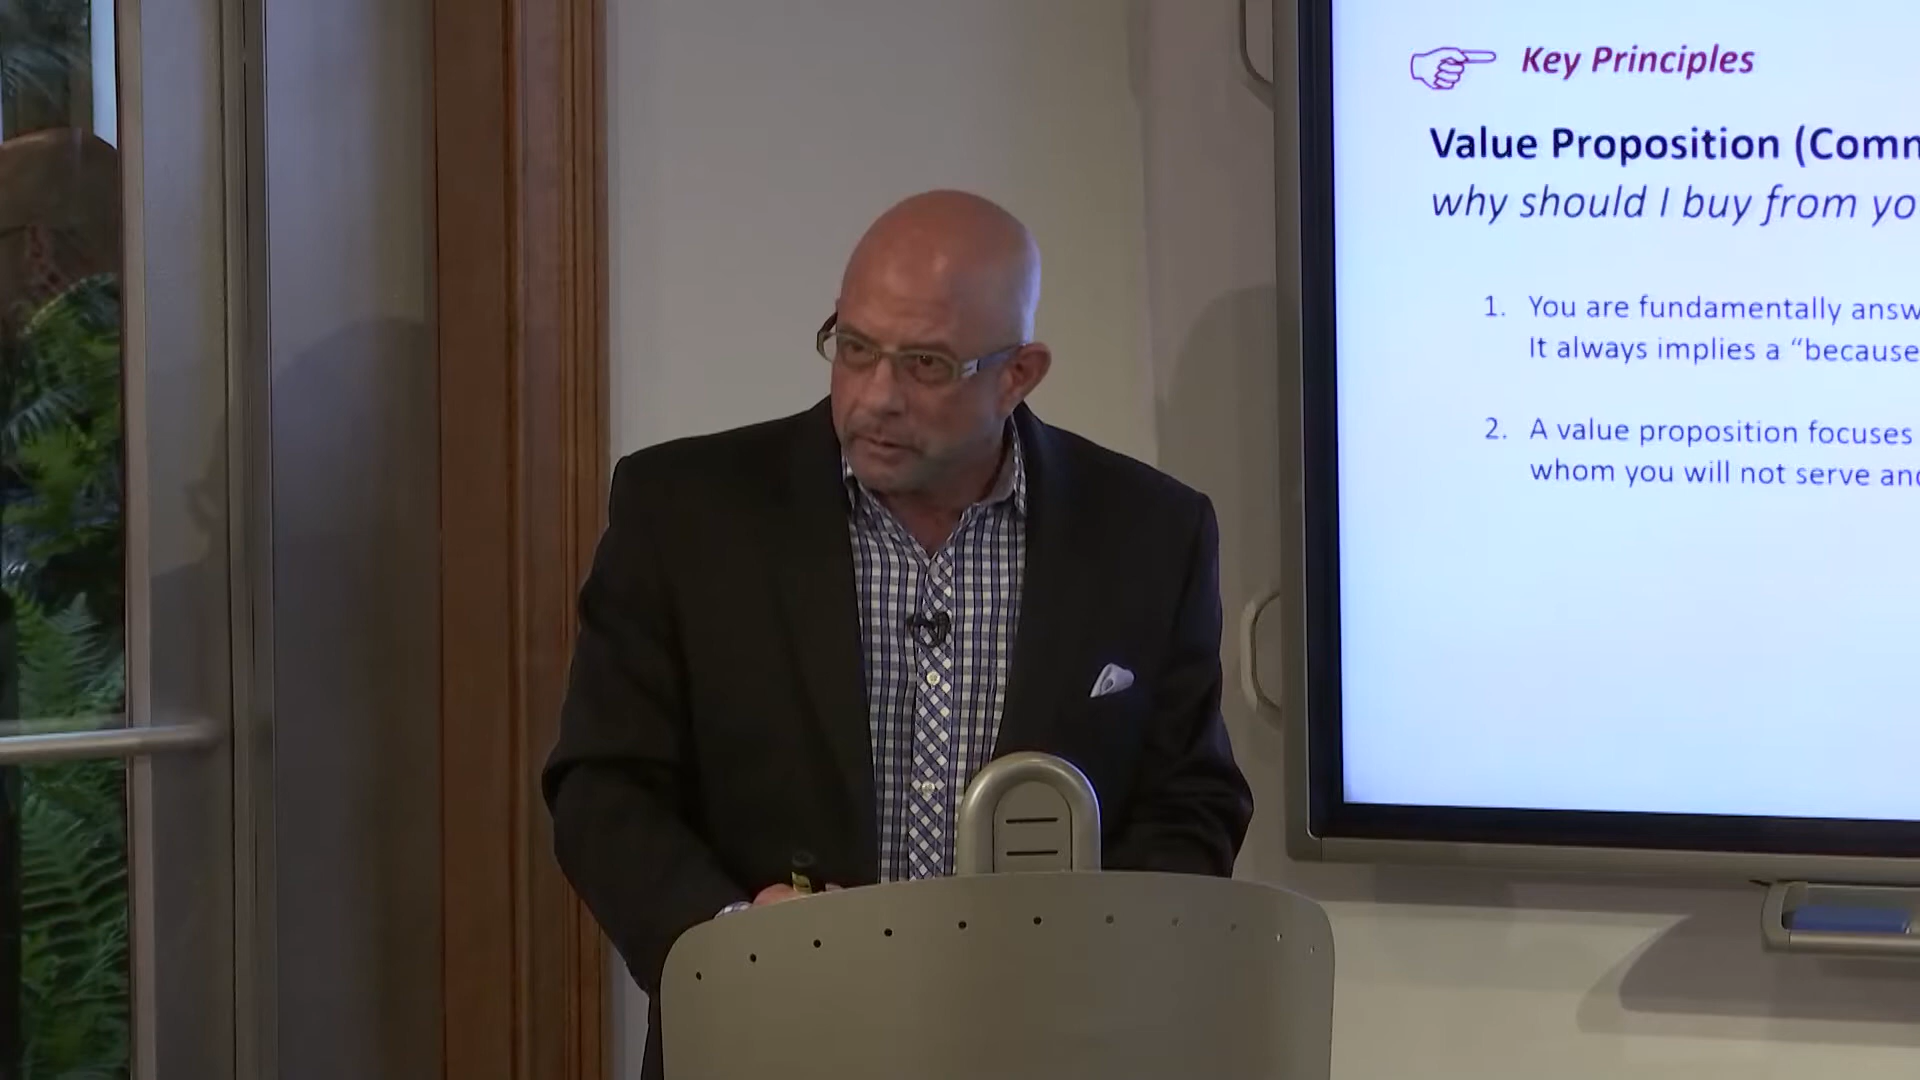 Key Principles
Value Proposition (Comm
why should I buy from yo
1. You are fundamentally answ
It always implies a “because
2. A value proposition focuses
whom you will not serve and